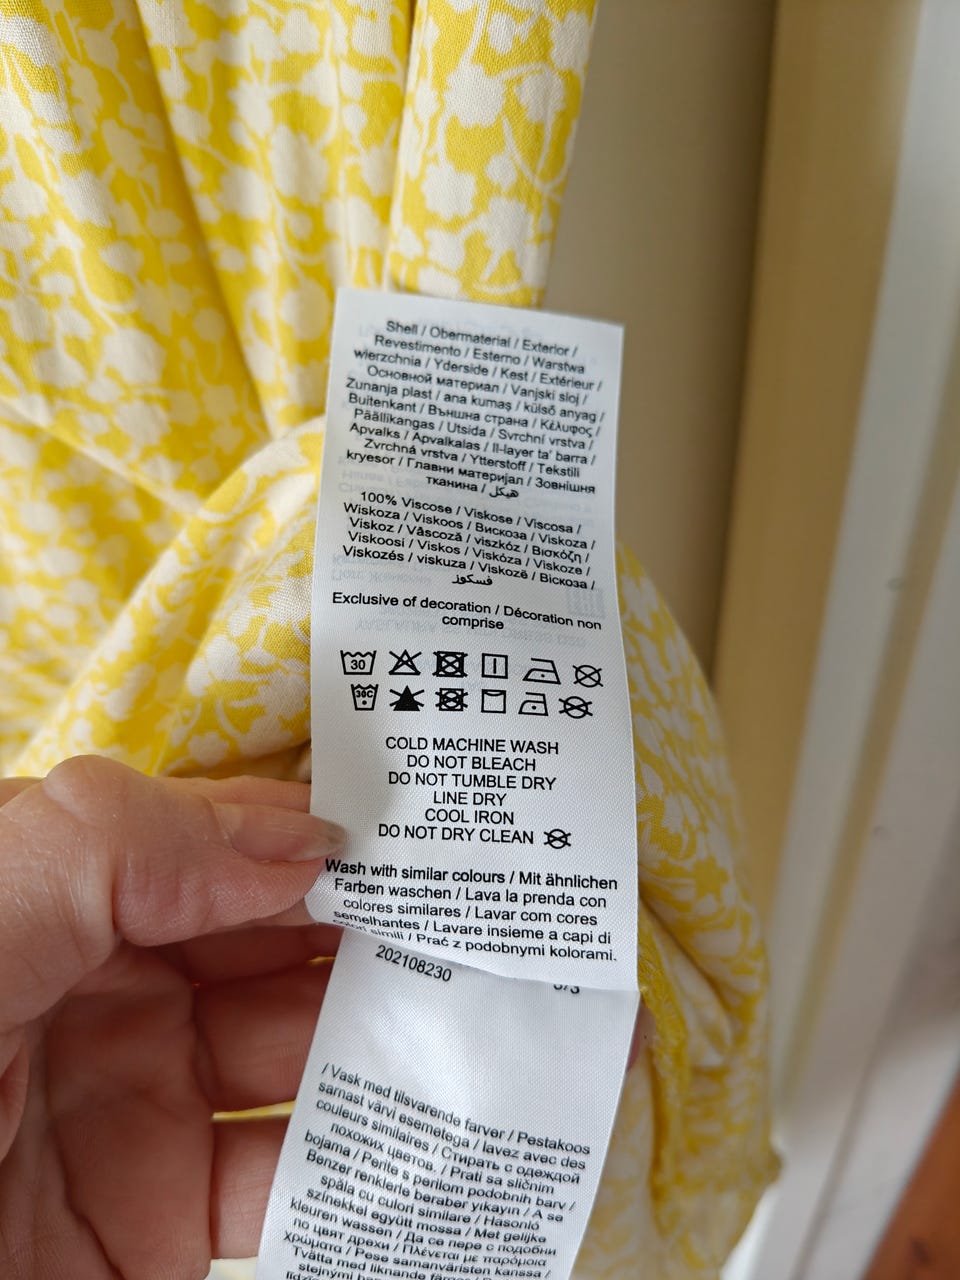 Shell / Obermaterial / Exterior /
Revestimento / Esterno / Warstwa
wierzchnia / Yderside / Kest / Extérieur /
Основной материал / Vanjski sloj /
Zunanja plast / ana kumaş / külső anyag /
Buitenkant / Външна страна / Κέλυφος /
Päällikangas / Utsida / Svrchní vrstva /
Apvalks / Apvalkalas / Il-layer ta' barra /
Zvrchná vrstva / Ytterstoff / Tekstili
kryesor / Главни материјал / Зовнішня
тканина / هيكل
100% Viscose / Viskose / Viscosa /
Wiskoza / Viskoos / Вискоза / Viskoza /
Viskoz / Vâscoză / viszkóz / Βισκόζη /
Viskoosi / Viskos / Viskóza / Viskoze /
Viskozės / viskuza / Viskozë / Віскоза /
فسكوز
Exclusive of decoration / Décoration non
comprise
30
30C
COLD MACHINE WASH
DO NOT BLEACH
DO NOT TUMBLE DRY
LINE DRY
COOL IRON
DO NOT DRY CLEAN
Wash with similar colours / Mit ähnlichen
Farben waschen / Lava la prenda con
colores similares / Lavar com cores
semelhantes / Lavare insieme a capi di
colori simili / Prać z podobnymi kolorami.
202108230
/ Vask med tilsvarende farver / Pestakoos
sarnast värvi esemetega / lavez avec des
couleurs similaires / Стирать с одеждой
похожих цветов. / Prati sa sličnim
bojama / Perite s perilom podobnih barv /
Benzer renklerle beraber yıkayın / A se
spăla cu culori similare / Hasonló
színekkel együtt mossa / Met gelijke
kleuren wassen / Да се пере с подобни
по цвят дрехи / Πλένεται με παρόμοια
χρώματα / Pese samanväristen kanssa /
Tvätta med liknande färger /
stejnými